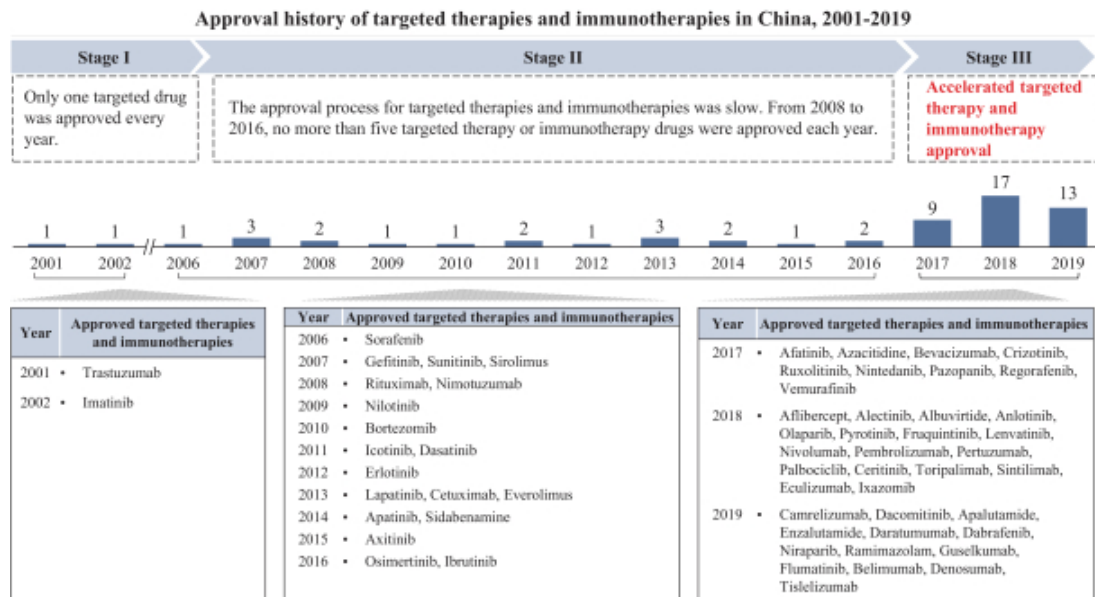 Approval history of targeted therapies and immunotherapies in China, 2001-2019
Stage I
Stage II
Stage III
Only one targeted drug
was approved every
year.
The approval process for targeted therapies and immunotherapies was slow. From 2008 to
2016, no more than five targeted therapy or immunotherapy drugs were approved each year.
Accelerated targeted
therapy and
immunotherapy
approval
1 1 1 3 2 1 1 2 1 3 2 1 2 9 17 13
2001 2002 2006 2007 2008 2009 2010 2011 2012 2013 2014 2015 2016 2017 2018 2019
Year Approved targeted therapies
and immunotherapies
2001 • Trastuzumab
2002 • Imatinib
Year Approved targeted therapies and immunotherapies
2006 • Sorafenib
2007 • Gefitinib, Sunitinib, Sirolimus
2008 • Rituximab, Nimotuzumab
2009 • Nilotinib
2010 • Bortezomib
2011 • Icotinib, Dasatinib
2012 • Erlotinib
2013 • Lapatinib, Cetuximab, Everolimus
2014 • Apatinib, Sidabenamine
2015 • Axitinib
2016 • Osimertinib, Ibrutinib
Year Approved targeted therapies and immunotherapies
2017 • Afatinib, Azacitidine, Bevacizumab, Crizotinib,
Ruxolitinib, Nintedanib, Pazopanib, Regorafenib,
Vemurafinib
2018 • Aflibercept, Alectinib, Albuvirtide, Anlotinib,
Olaparib, Pyrotinib, Fruquintinib, Lenvatinib,
Nivolumab, Pembrolizumab, Pertuzumab,
Palbociclib, Ceritinib, Toripalimab, Sintilimab,
Eculizumab, Ixazomib
2019 • Camrelizumab, Dacomitinib, Apalutamide,
Enzalutamide, Daratumumab, Dabrafenib,
Niraparib, Ramimazolam, Guselkumab,
Flumatinib, Belimumab, Denosumab,
Tislelizumab